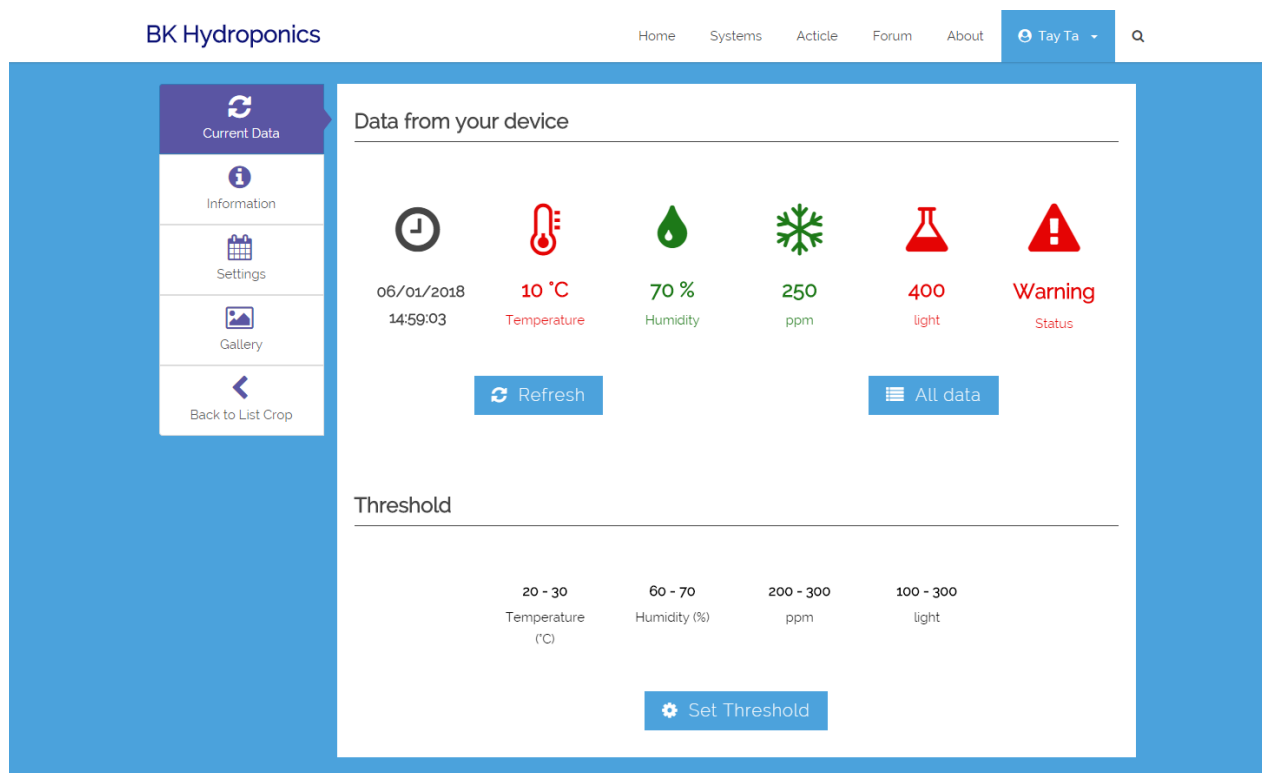 BK Hydroponics
Home Systems Acticle Forum About Tay Ta
Current Data
Information
Settings
Gallery
Back to List Crop
Data from your device
06/01/2018 10 °C 70 % 250 400 Warning
14:59:03 Temperature Humidity ppm light Status
Refresh All data
Threshold
20 - 30 60 - 70 200 - 300 100 - 300
Temperature Humidity (%) ppm light
(°C)
Set Threshold